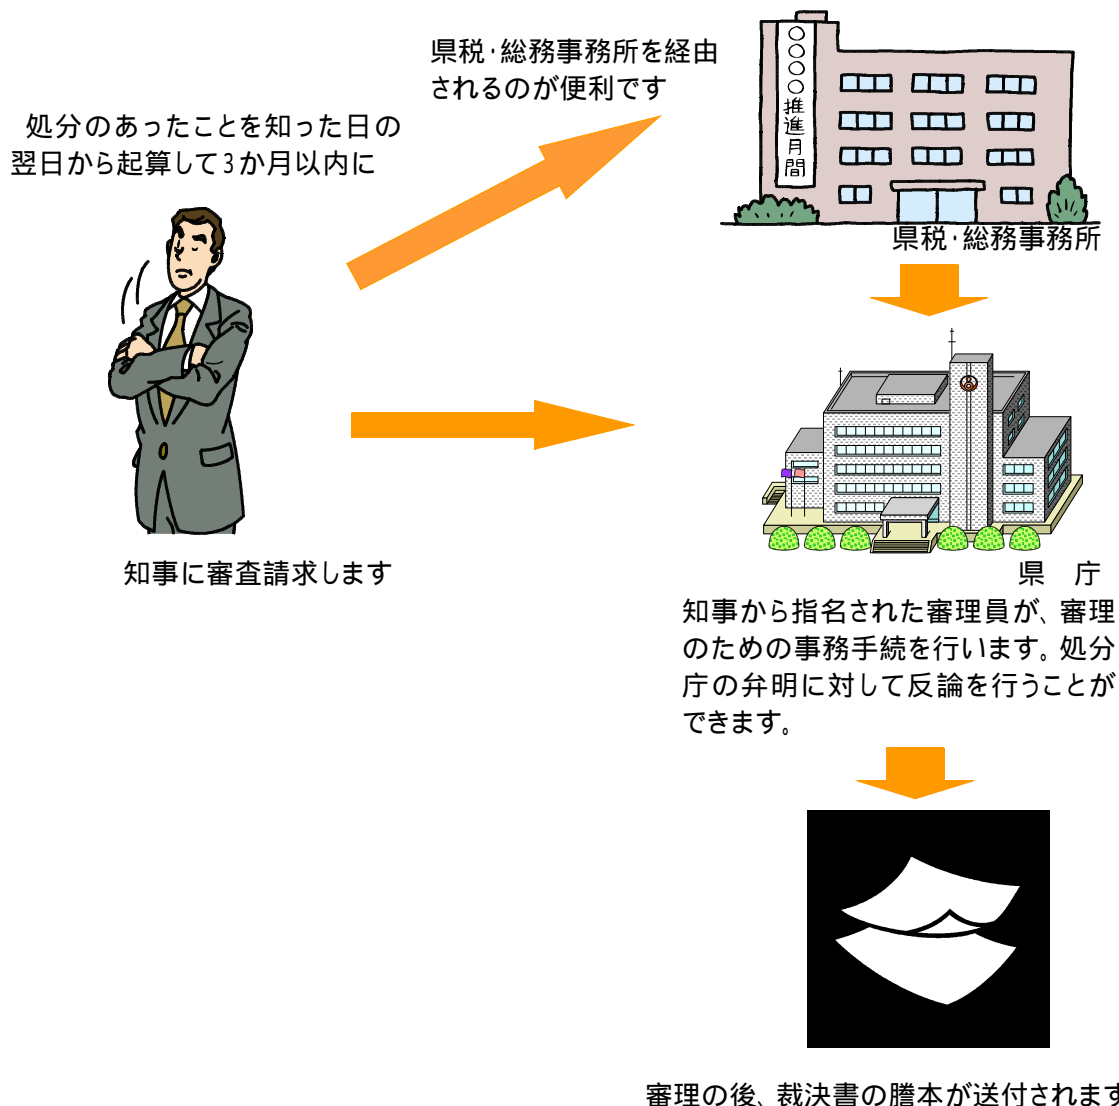 県税・総務事務所を経由
されるのが便利です
処分のあったことを知った日の
翌日から起算して3か月以内に
〇〇〇〇推進月間
県税・総務事務所
知事に審査請求します
県　庁
知事から指名された審理員が、審理
のための事務手続を行います。処分
庁の弁明に対して反論を行うことが
できます。
審理の後、裁決書の謄本が送付されます